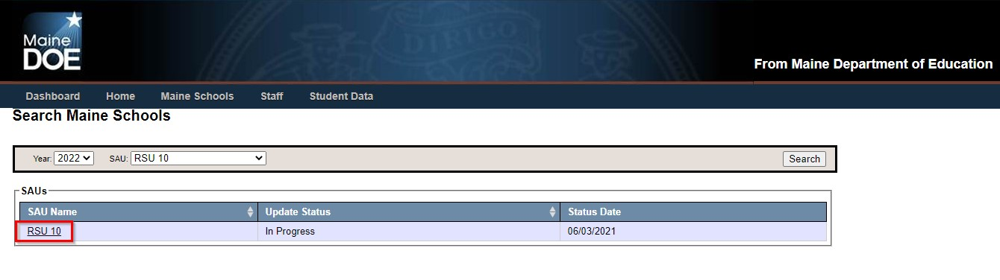 Maine
DOE
DIRIGO
From Maine Department of Education
Dashboard Home Maine Schools Staff Student Data
Search Maine Schools
Year: 2022 SAU: RSU 10 Search
SAUs
SAU Name Update Status Status Date
RSU 10 In Progress 06/03/2021